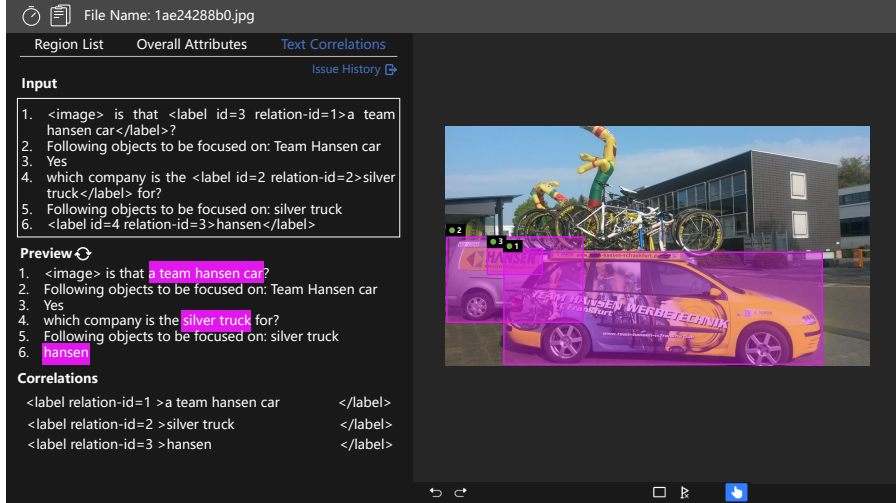 File Name: 1ae24288b0.jpg
Region List Overall Attributes Text Correlations
Issue History
Input
1. <image> is that <label id=3 relation-id=1>a team
hansen car</label>?
2. Following objects to be focused on: Team Hansen car
3. Yes
4. which company is the <label id=2 relation-id=2>silver
truck</label> for?
5. Following objects to be focused on: silver truck
6. <label id=4 relation-id=3>hansen</label>
Preview
1. <image> is that a team hansen car?
2. Following objects to be focused on: Team Hansen car
3. Yes
4. which company is the silver truck for?
5. Following objects to be focused on: silver truck
6. hansen
Correlations
<label relation-id=1 >a team hansen car </label>
<label relation-id=2 >silver truck </label>
<label relation-id=3 >hansen </label>
2
3
1
HANSEN
TEAM HANSEN WERBETECHNIK
RSC Frankfurt
www.team-hansen-rscfrankfurt.de